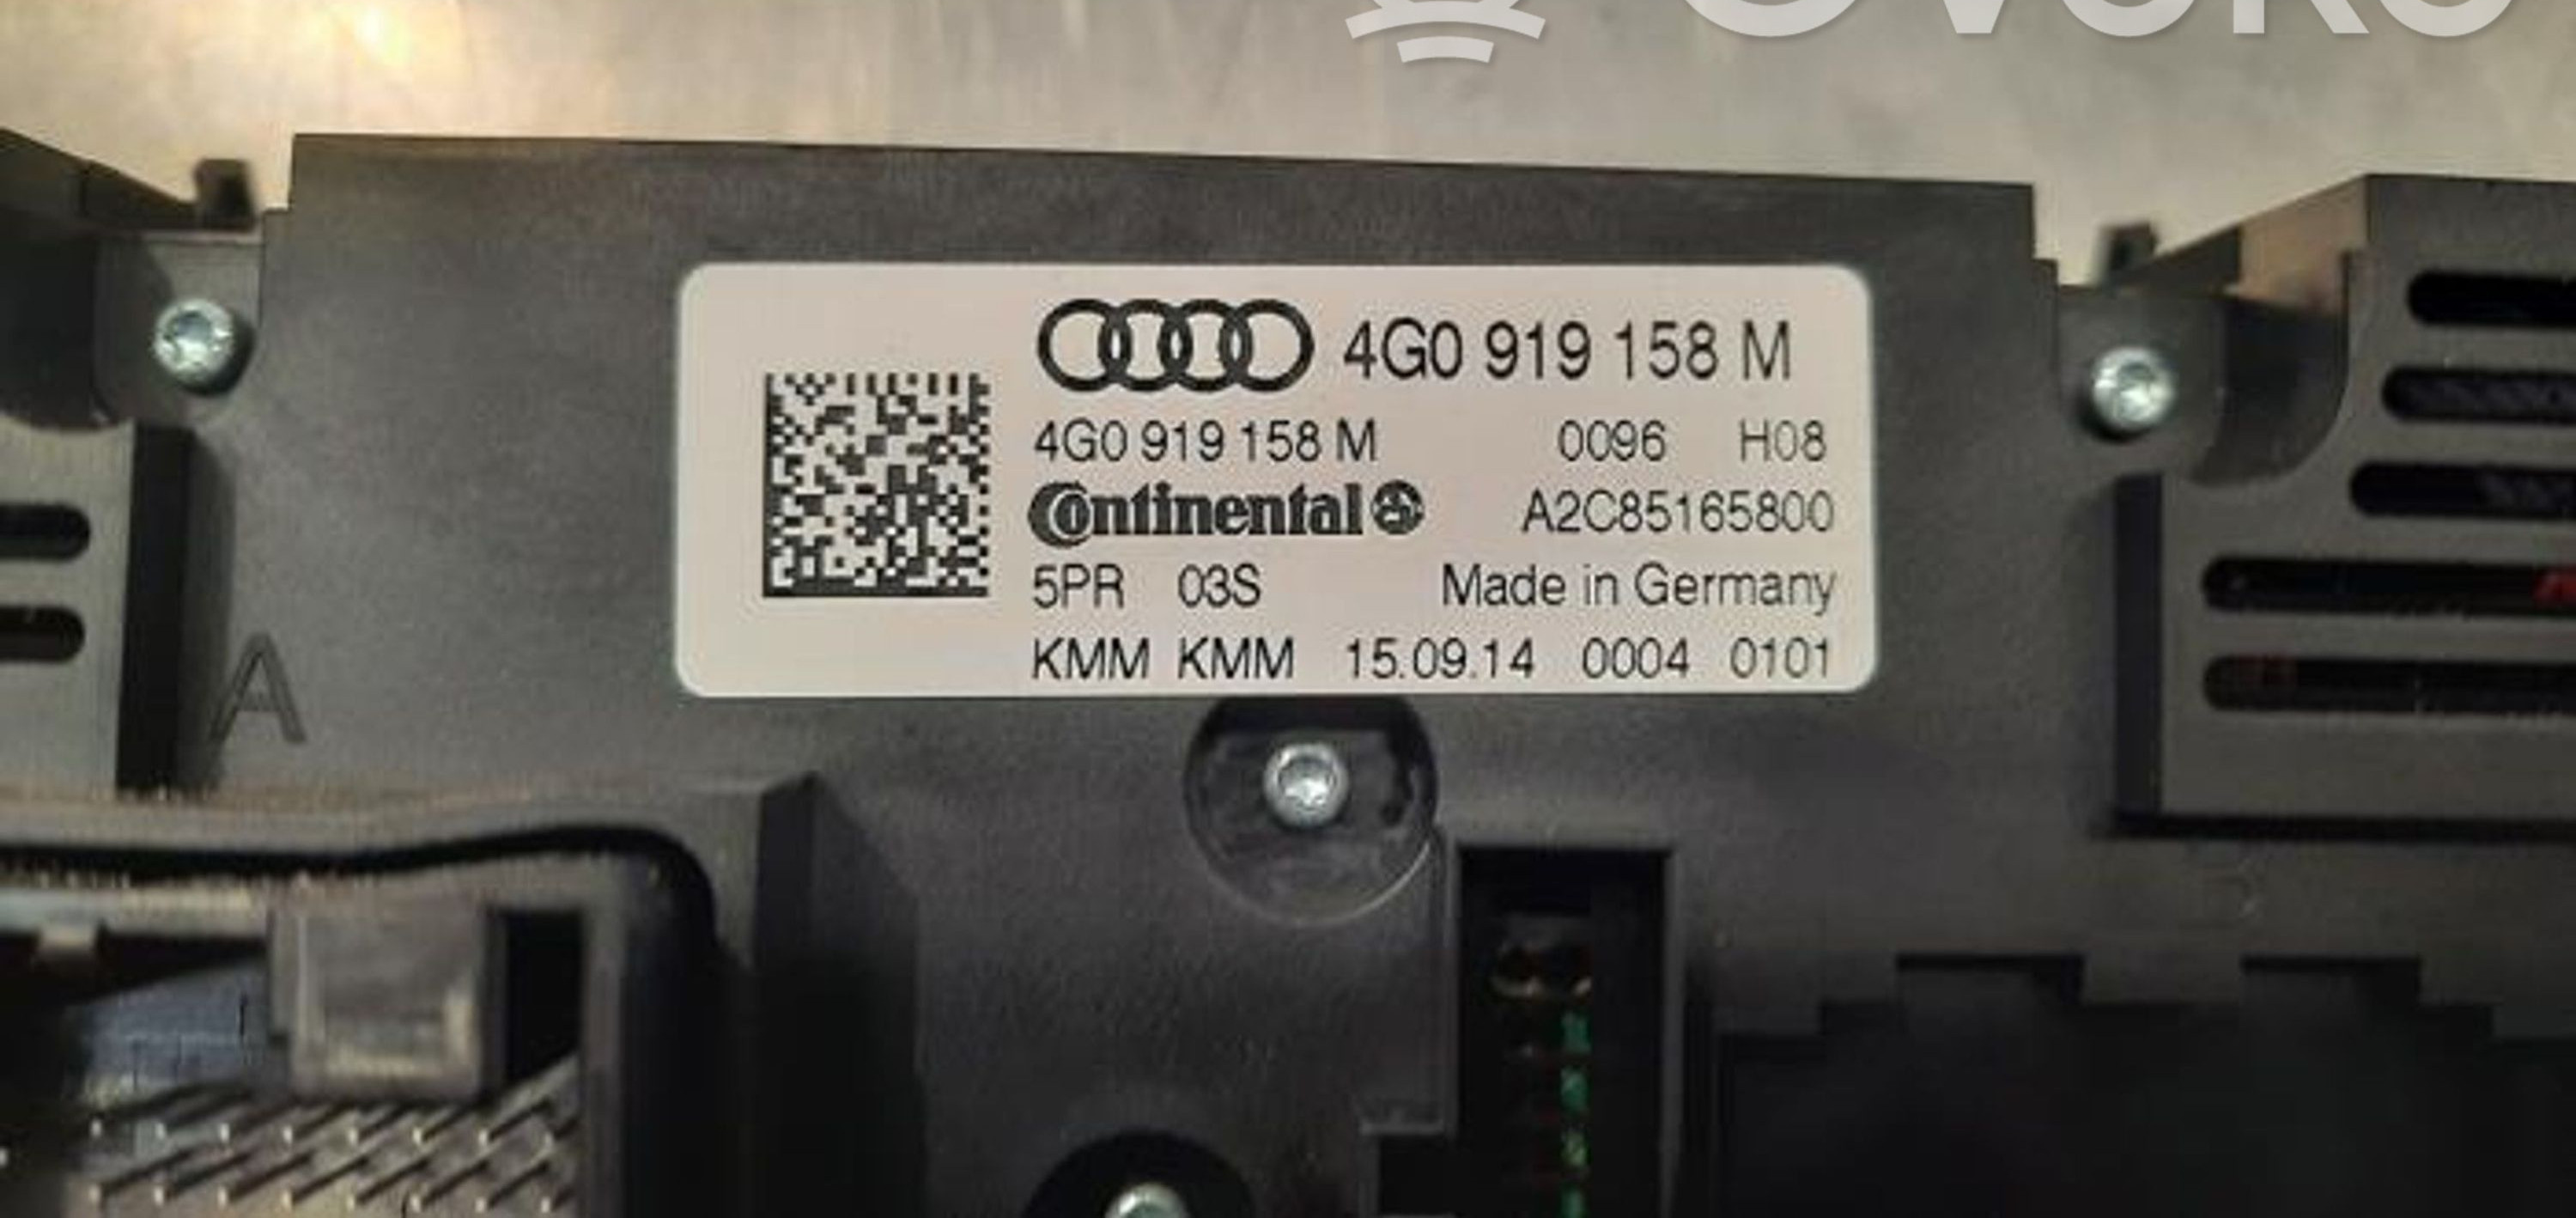 4G0 919 158 M
4G0 919 158 M 0096 H08
Continental A2C85165800
5PR 03S Made in Germany
KMM KMM 15.09.14 0004 0101
A